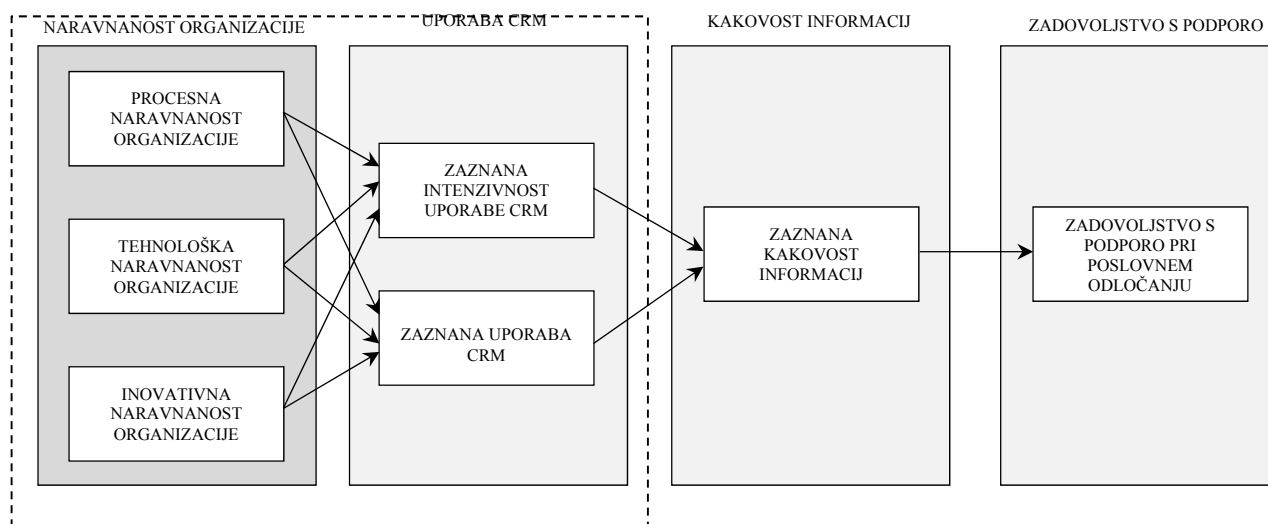 NARAVNANOST ORGANIZACIJE
UPORABA CRM
KAKOVOST INFORMACIJ
ZADOVOLJSTVO S PODPORO
PROCESNA
NARAVNANOST
ORGANIZACIJE
TEHNOLOŠKA
NARAVNANOST
ORGANIZACIJE
INOVATIVNA
NARAVNANOST
ORGANIZACIJE
ZAZNANA
INTENZIVNOST
UPORABE CRM
ZAZNANA UPORABA
CRM
ZAZNANA
KAKOVOST
INFORMACIJ
ZADOVOLJSTVO S
PODPORO PRI
POSLOVNEM
ODLOČANJU